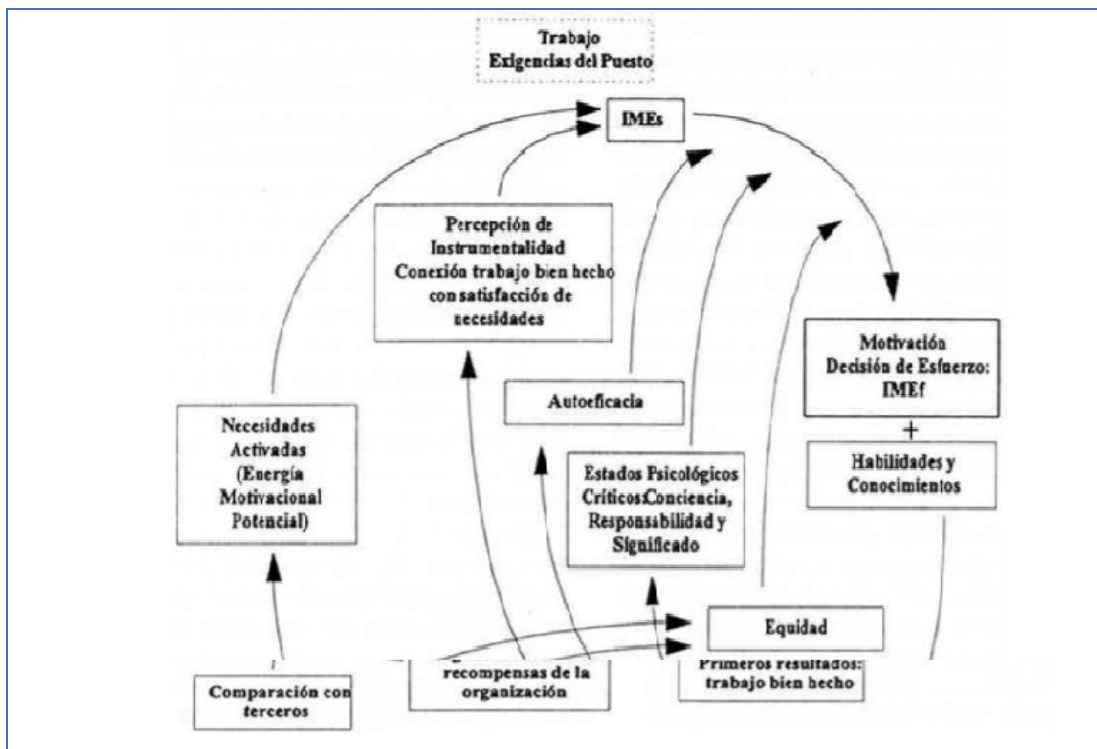 Trabajo
Exigencias del Puesto
IMEs
Percepción de
Instrumentalidad
Conexión trabajo bien hecho
con satisfacción de
necesidades
Motivación
Decisión de Esfuerzo:
IMEf
+
Habilidades y
Conocimientos
Autoeficacia
Necesidades
Activadas
(Energía
Motivacional
Potencial)
Estados Psicológicos
Críticos:Conciencia,
Responsabilidad y
Significado
Equidad
Comparación con
terceros
recompensas de la
organización
Primeros resultados:
trabajo bien hecho